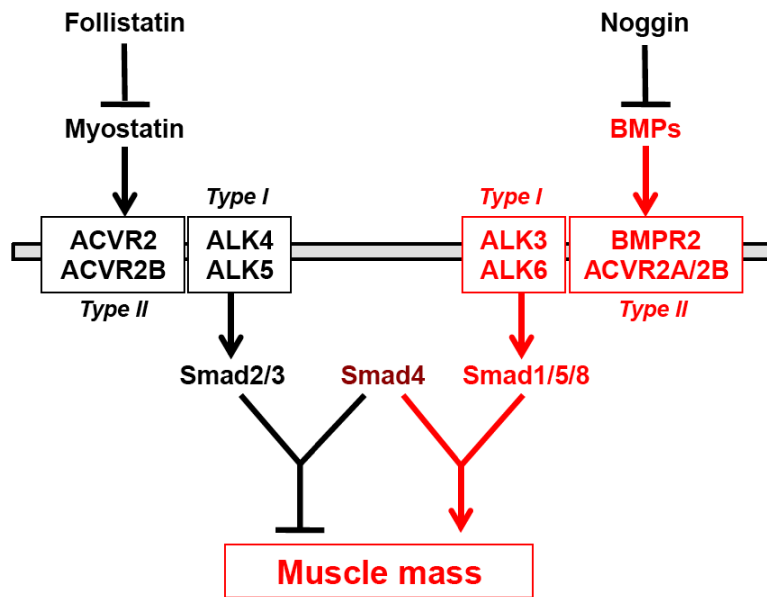 Follistatin
Noggin
Myostatin
BMPs
Type I
Type I
ACVR2
ACVR2B
ALK4
ALK5
ALK3
ALK6
BMPR2
ACVR2A/2B
Type II
Type II
Smad2/3
Smad4
Smad1/5/8
Muscle mass